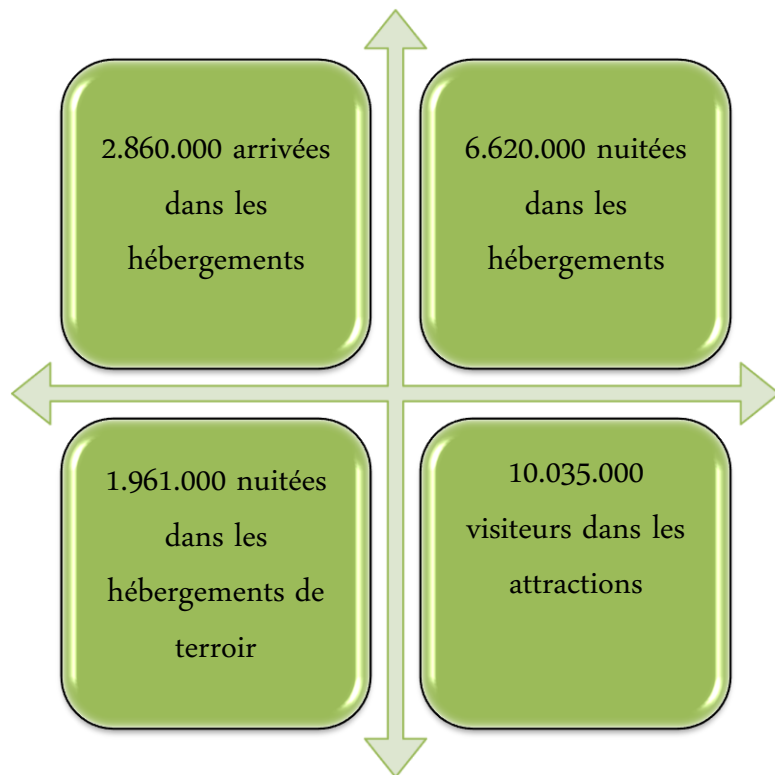 2.860.000 arrivées
dans les
hébergements
6.620.000 nuitées
dans les
hébergements
1.961.000 nuitées
dans les
hébergements de
terroir
10.035.000
visiteurs dans les
attractions